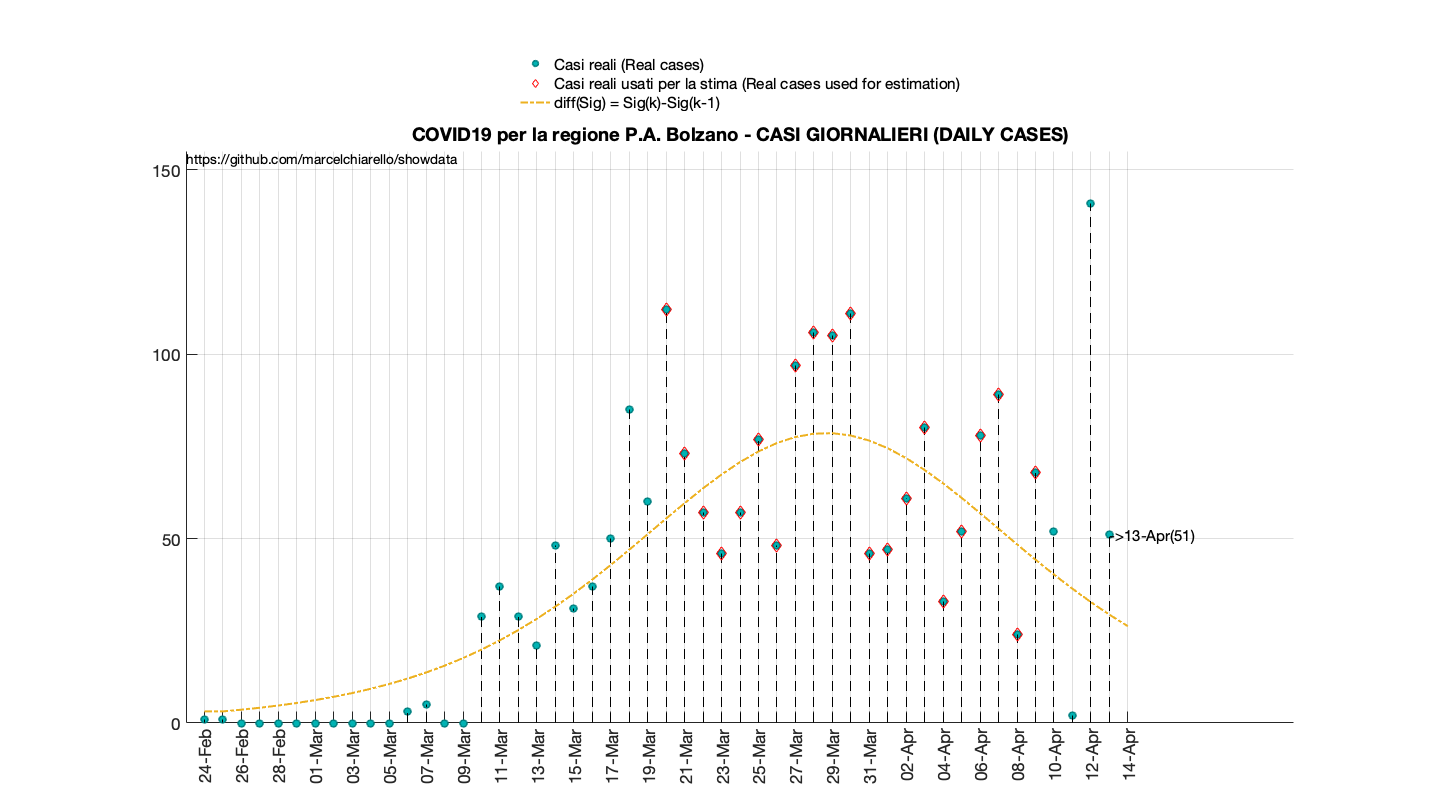 Casi reali (Real cases)
Casi reali usati per la stima (Real cases used for estimation)
diff(Sig) = Sig(k)-Sig(k-1)
COVID19 per la regione P.A. Bolzano - CASI GIORNALIERI (DAILY CASES)
https://github.com/marcelchiarello/showdata
150
100
50
0
->13-Apr(51)
24-Feb
26-Feb
28-Feb
01-Mar
03-Mar
05-Mar
07-Mar
09-Mar
11-Mar
13-Mar
15-Mar
17-Mar
19-Mar
21-Mar
23-Mar
25-Mar
27-Mar
29-Mar
31-Mar
02-Apr
04-Apr
06-Apr
08-Apr
10-Apr
12-Apr
14-Apr